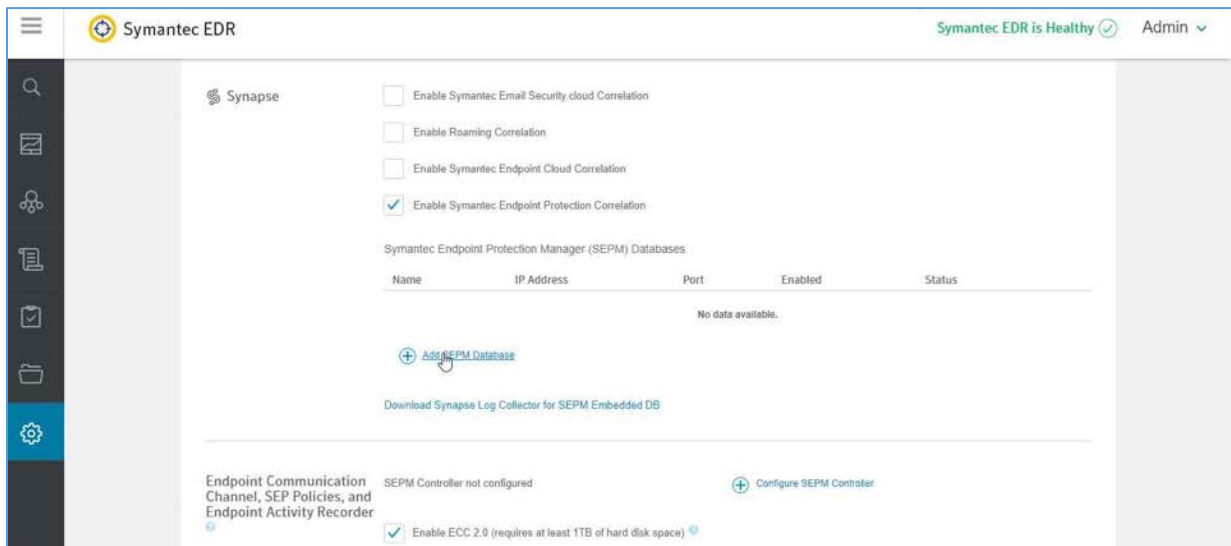 Symantec EDR
Symantec EDR is Healthy
Admin
Synapse
Enable Symantec Email Security.cloud Correlation
Enable Roaming Correlation
Enable Symantec Endpoint Cloud Correlation
Enable Symantec Endpoint Protection Correlation
Symantec Endpoint Protection Manager (SEPM) Databases
Name IP Address Port Enabled Status
No data available.
Add SEPM Database
Download Synapse Log Collector for SEPM Embedded DB
Endpoint Communication
Channel, SEP Policies, and
Endpoint Activity Recorder
SEPM Controller not configured
Configure SEPM Controller
Enable ECC 2.0 (requires at least 1TB of hard disk space)